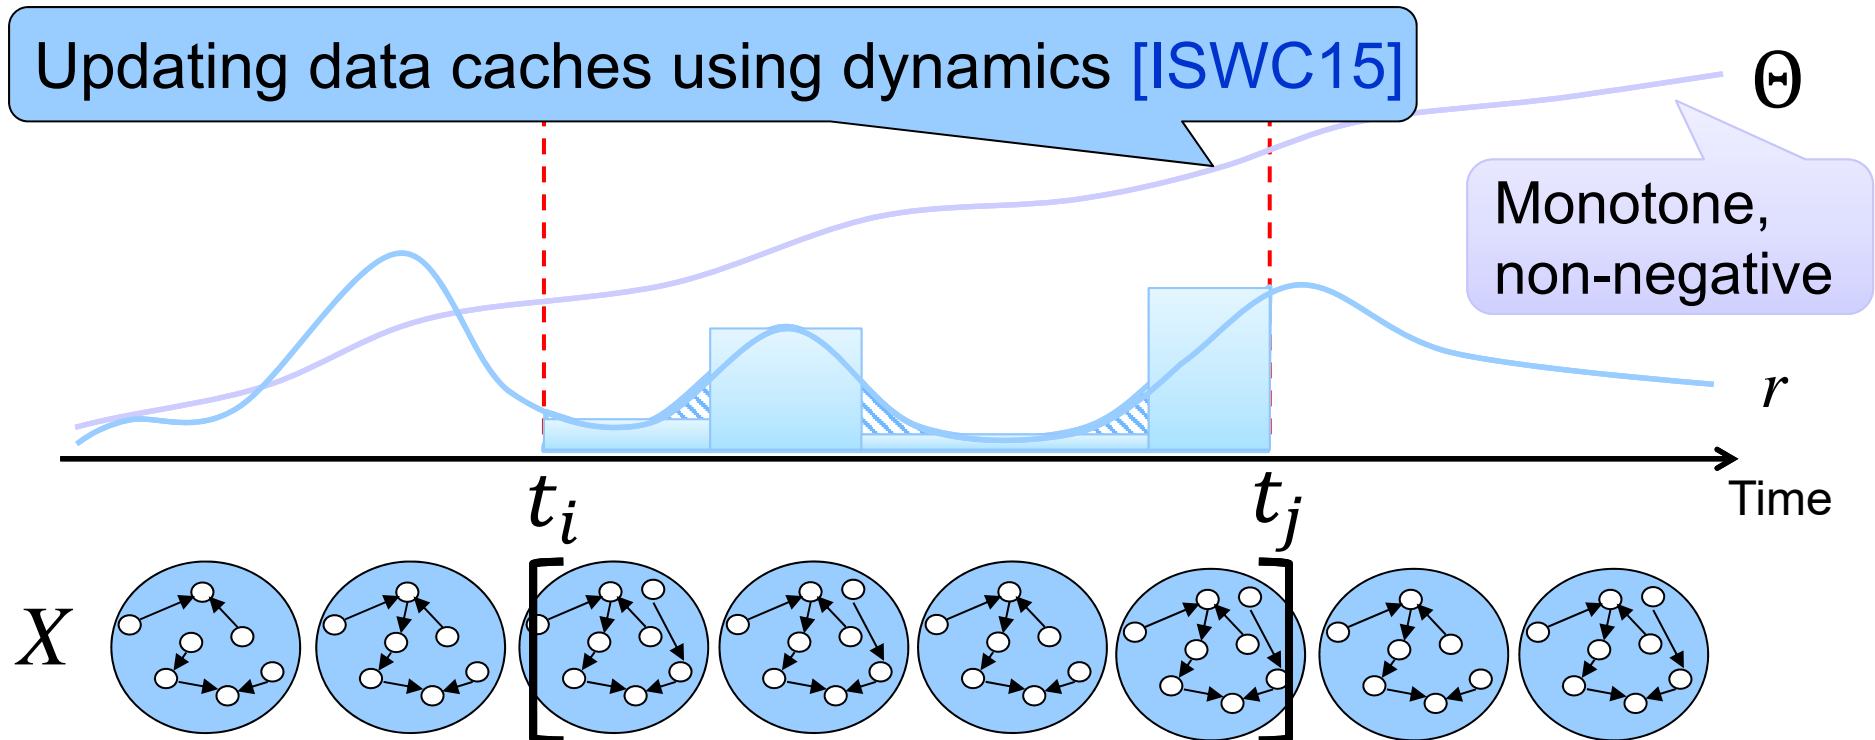 Updating data caches using dynamics [ISWC15]
Θ
Monotone,
non-negative
r
t_i
t_j
Time
X